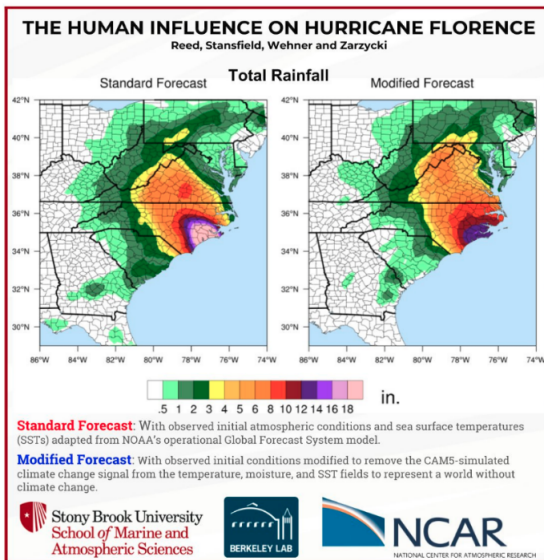 THE HUMAN INFLUENCE ON HURRICANE FLORENCE
Reed, Stansfield, Wehner and Zarzycki
Total Rainfall
Standard Forecast
Modified Forecast
42°N
40°N
38°N
36°N
34°N
32°N
30°N
86°W 84°W 82°W 80°W 78°W 76°W 74°W
42°N
40°N
38°N
36°N
34°N
32°N
30°N
86°W 84°W 82°W 80°W 78°W 76°W 74°W
.5 1 2 3 4 5 6 8 10 12 14 16 18 in.
Standard Forecast: With observed initial atmospheric conditions and sea surface temperatures
(SSTs) adapted from NOAA's operational Global Forecast System model.
Modified Forecast: With observed initial conditions modified to remove the CAM5-simulated
climate change signal from the temperature, moisture, and SST fields to represent a world without
climate change.
Stony Brook University
School of Marine and
Atmospheric Sciences
BERKELEY LAB
NCAR
NATIONAL CENTER FOR ATMOSPHERIC RESEARCH